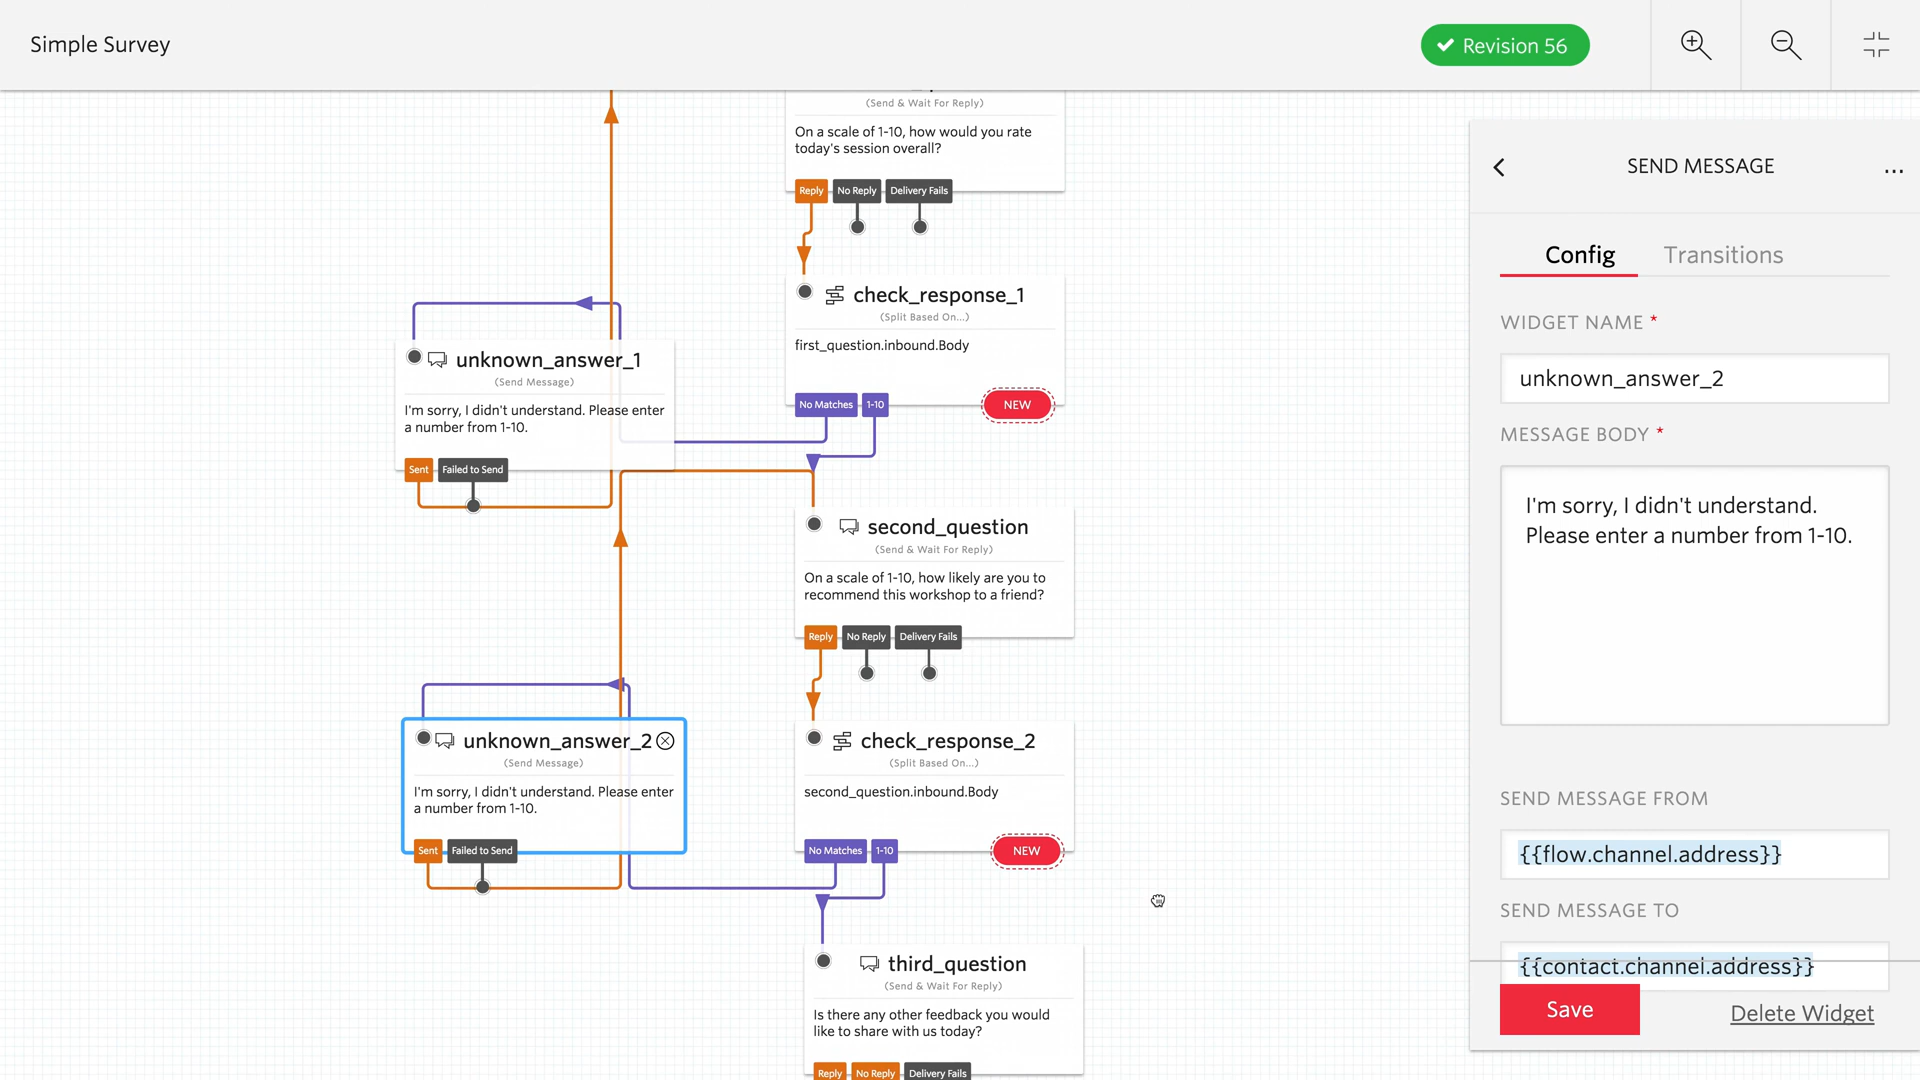 Simple Survey
Revision 56
(Send & Wait For Reply)
On a scale of 1-10, how would you rate
today's session overall?
Reply
No Reply
Delivery Fails
check_response_1
(Split Based On...)
first_question.inbound.Body
No Matches
1-10
NEW
unknown_answer_1
(Send Message)
I'm sorry, I didn't understand. Please enter
a number from 1-10.
Sent
Failed to Send
second_question
(Send & Wait For Reply)
On a scale of 1-10, how likely are you to
recommend this workshop to a friend?
Reply
No Reply
Delivery Fails
unknown_answer_2
(Send Message)
I'm sorry, I didn't understand. Please enter
a number from 1-10.
Sent
Failed to Send
check_response_2
(Split Based On...)
second_question.inbound.Body
No Matches
1-10
NEW
third_question
(Send & Wait For Reply)
Is there any other feedback you would
like to share with us today?
Reply
No Reply
Delivery Fails
SEND MESSAGE
...
Config
Transitions
WIDGET NAME *
unknown_answer_2
MESSAGE BODY *
I'm sorry, I didn't understand.
Please enter a number from 1-10.
SEND MESSAGE FROM
{{flow.channel.address}}
SEND MESSAGE TO
{{contact.channel.address}}
Save
Delete Widget